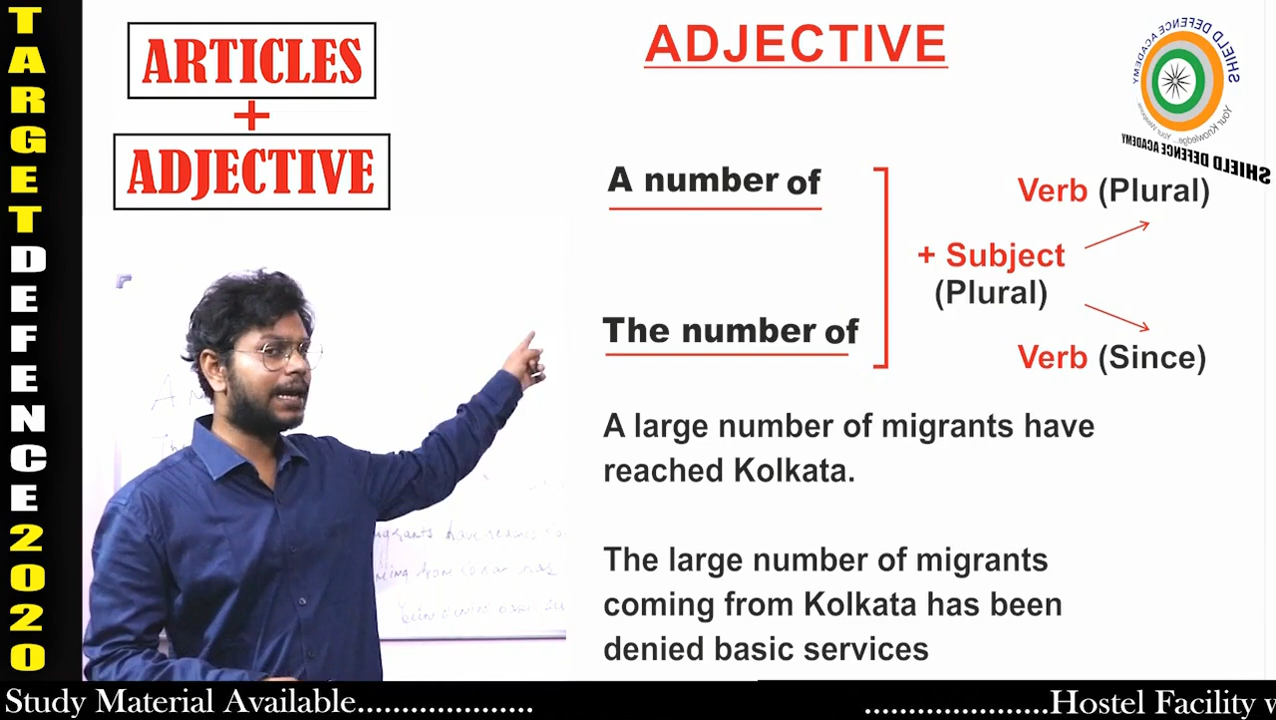 TARGET DEFENCE 2020
ARTICLES
+
ADJECTIVE
ADJECTIVE
SHIELD DEFENCE ACADEMY
SHIELD DEFENCE ACADEMY
A number of
Verb (Plural)
+ Subject
(Plural)
The number of
Verb (Since)
A large number of migrants have
reached Kolkata.
The large number of migrants
coming from Kolkata has been
denied basic services
Study Material Available.....................
......................Hostel Facility w